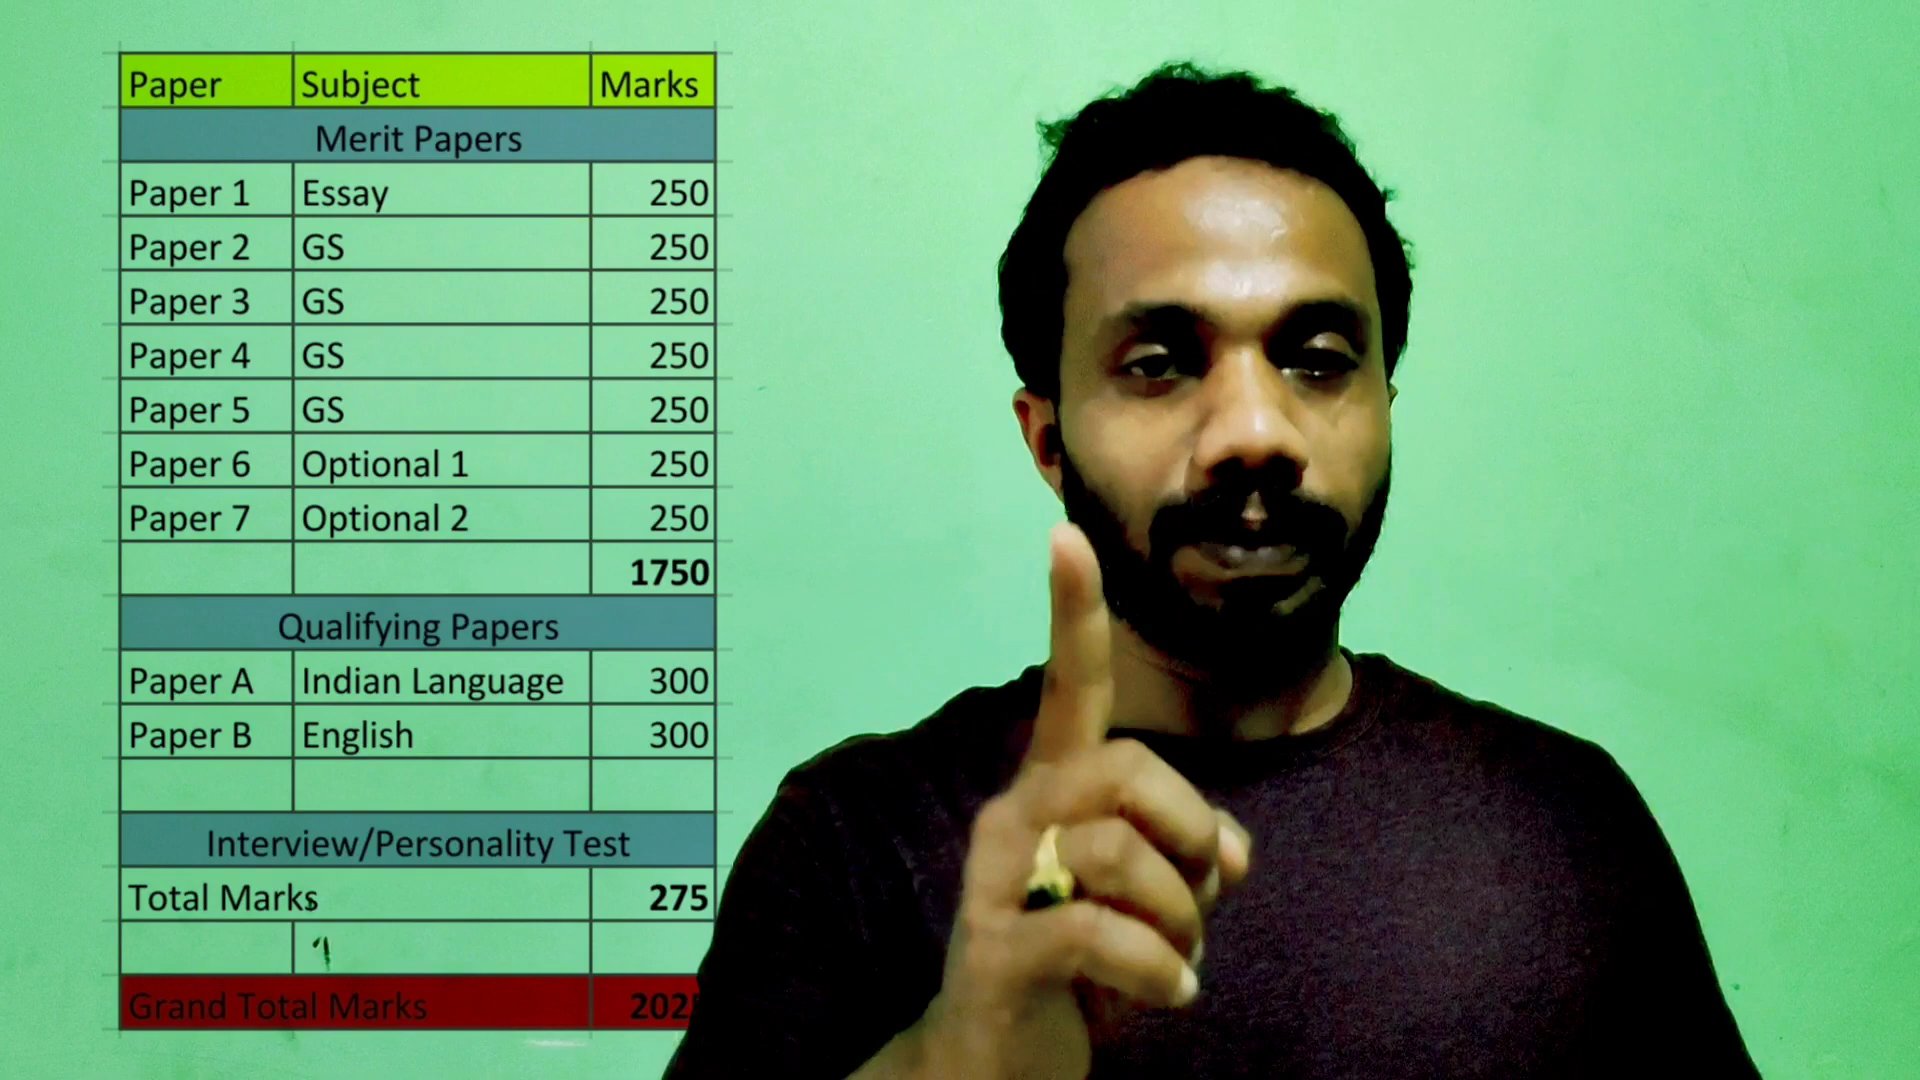 Paper Subject Marks
Merit Papers
Paper 1 Essay 250
Paper 2 GS 250
Paper 3 GS 250
Paper 4 GS 250
Paper 5 GS 250
Paper 6 Optional 1 250
Paper 7 Optional 2 250
1750
Qualifying Papers
Paper A Indian Language 300
Paper B English 300
Interview/Personality Test
Total Marks 275
Grand Total Marks